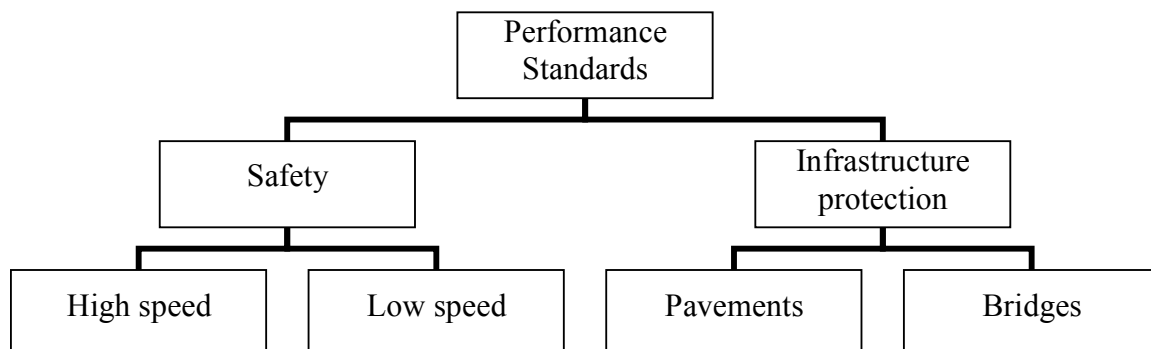 Performance
Standards
Safety
Infrastructure
protection
High speed
Low speed
Pavements
Bridges